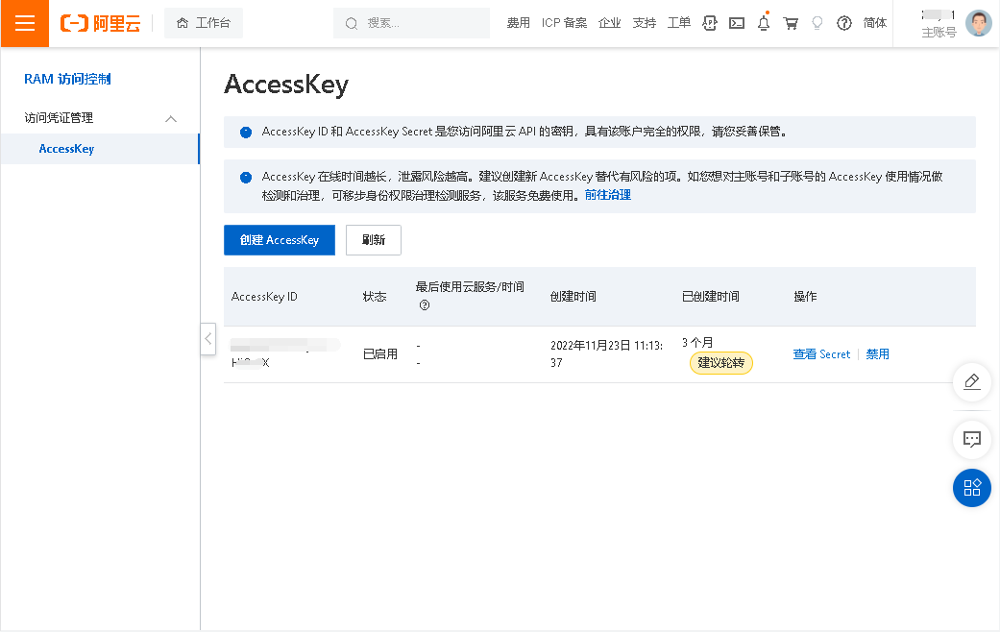 阿里云
工作台
搜索...
费用 ICP 备案 企业 支持 工单 简体
主账号
RAM 访问控制
访问凭证管理
AccessKey
AccessKey
AccessKey ID 和 AccessKey Secret 是您访问阿里云 API 的密钥，具有该账户完全的权限，请您妥善保管。
AccessKey 在线时间越长，泄露风险越高。建议创建新 AccessKey 替代有风险的项。如您想对主账号和子账号的 AccessKey 使用情况做
检测和治理，可移步身份权限治理检测服务，该服务免费使用。前往治理
创建 AccessKey 刷新
AccessKey ID 状态 最后使用云服务/时间 创建时间 已创建时间 操作
已启用 - 2022年11月23日 11:13: 3 个月 查看 Secret 禁用
- 37 建议轮转